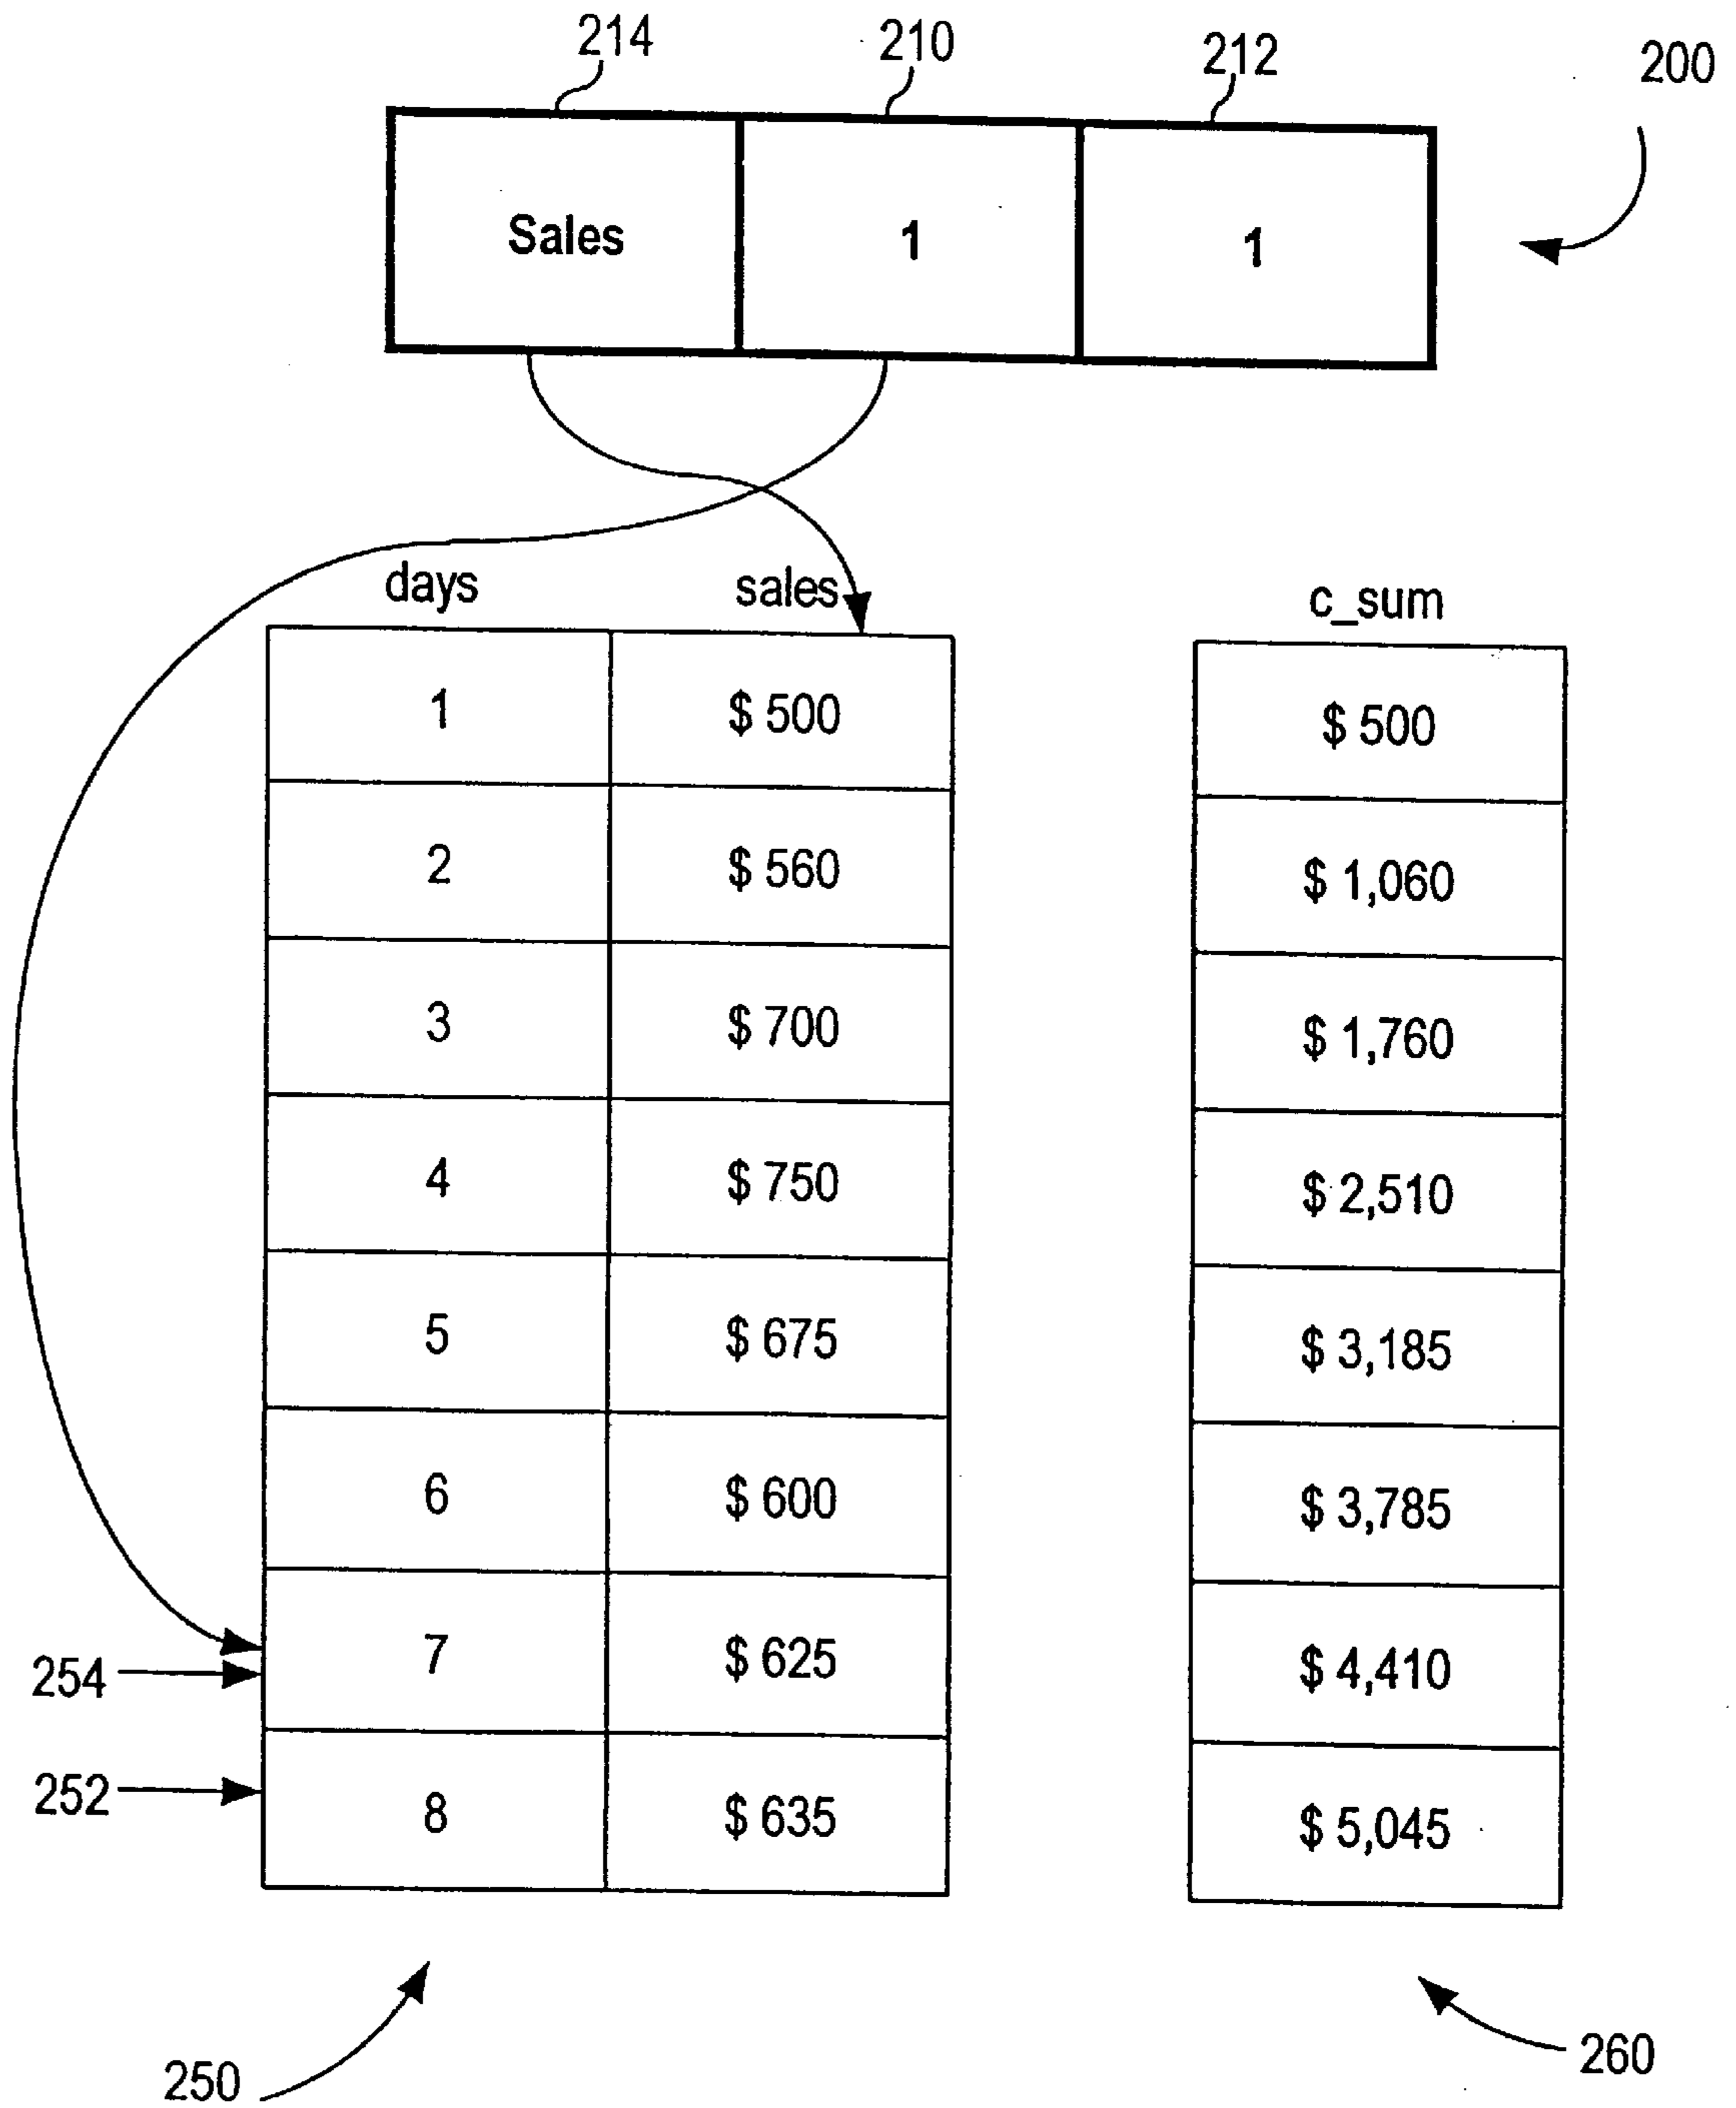 214 210 212 200
Sales 1 1
days sales c_sum
1 $ 500 $ 500
2 $ 560 $ 1,060
3 $ 700 $ 1,760
4 $ 750 $ 2,510
5 $ 675 $ 3,185
6 $ 600 $ 3,785
254 7 $ 625 $ 4,410
252 8 $ 635 $ 5,045
250 260